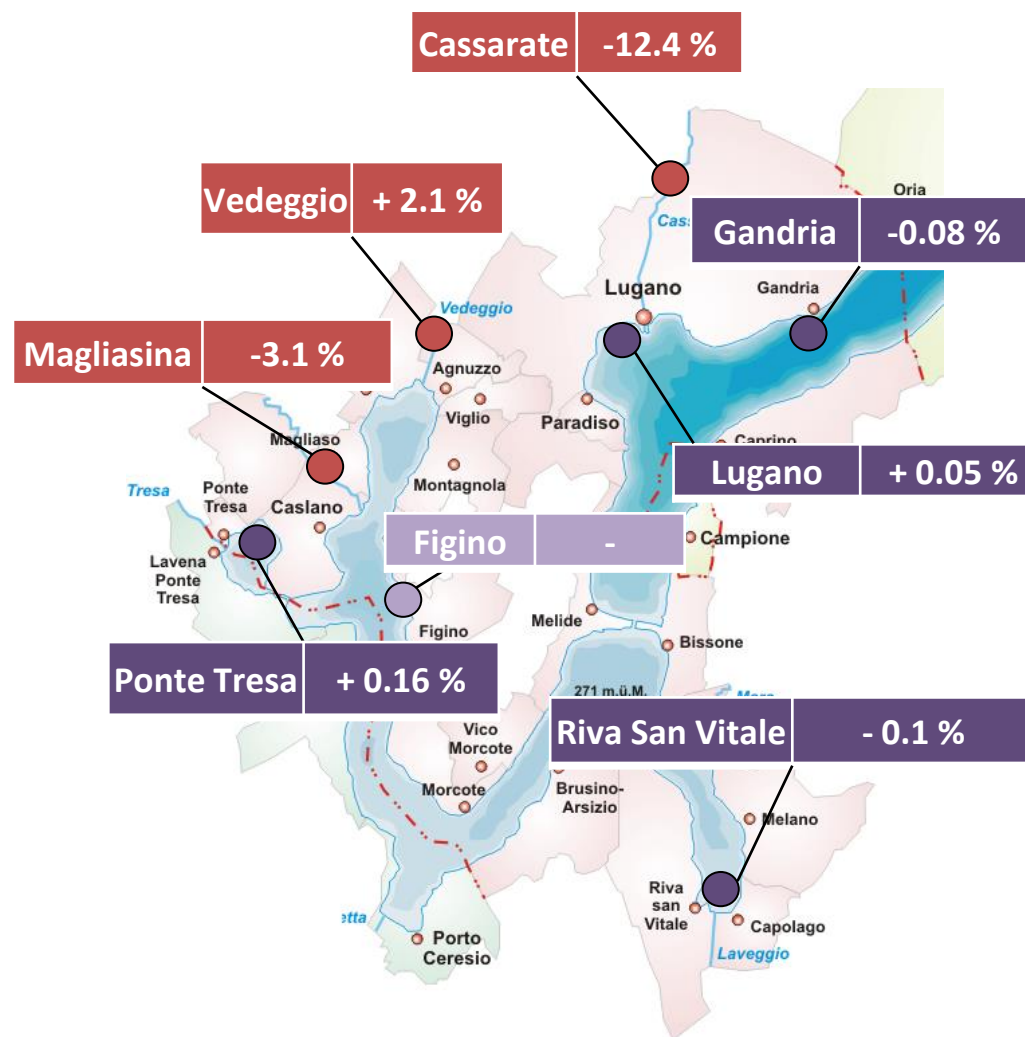 Cassarate -12.4 %
Vedeggio + 2.1 %
Oria
Cass
Gandria -0.08 %
Lugano
Gandria
Vedeggio
Magliasina -3.1 %
Agnuzzo
Viglio
Paradiso
Magliaso
Caprino
Montagnola
Lugano + 0.05 %
Tresa
Ponte
Tresa
Caslano
Figino -
Campione
Lavena
Ponte
Tresa
Melide
Figino
Bissone
Ponte Tresa + 0.16 %
271 m.ü.M.
Mara
Riva San Vitale - 0.1 %
Vico
Morcote
Morcote
Brusino-
Arsizio
Melano
Riva
san
Vitale
etta
Capolago
Porto
Ceresio
Laveggio